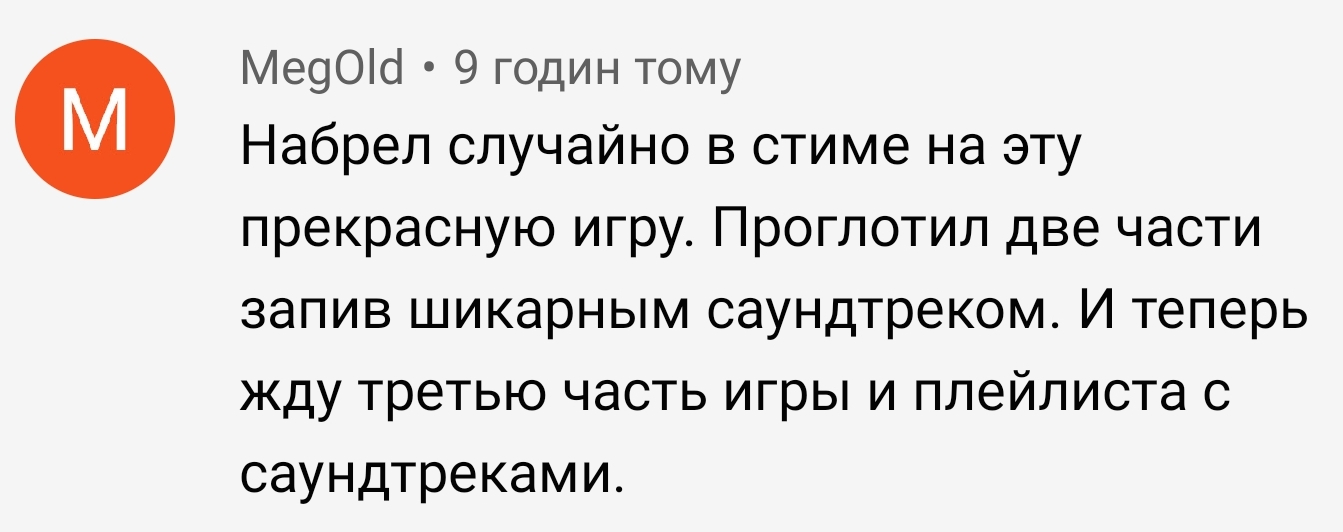 M
MegOld • 9 годин тому
Набрел случайно в стиме на эту
прекрасную игру. Проглотил две части
запив шикарным саундтреком. И теперь
жду третью часть игры и плейлиста с
саундтреками.